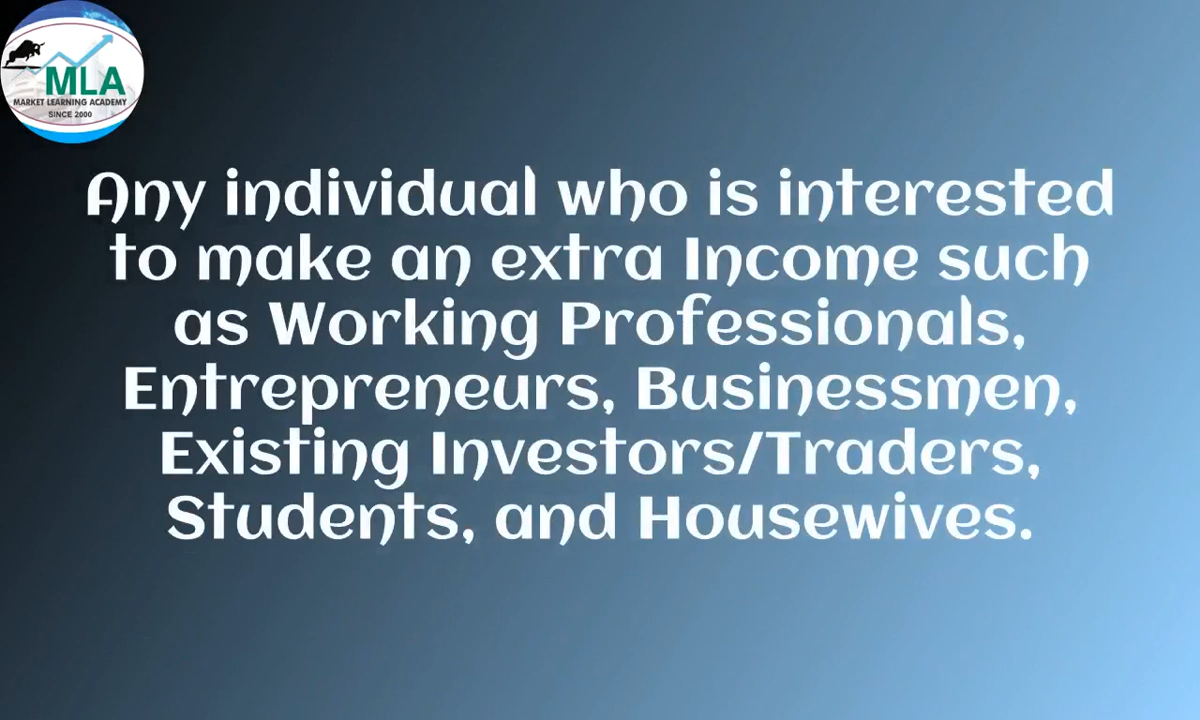 MLA
MARKET LEARNING ACADEMY
SINCE 2000
Any individual who is interested
to make an extra Income such
as Working Professionals,
Entrepreneurs, Businessmen,
Existing Investors/Traders,
Students, and Housewives.